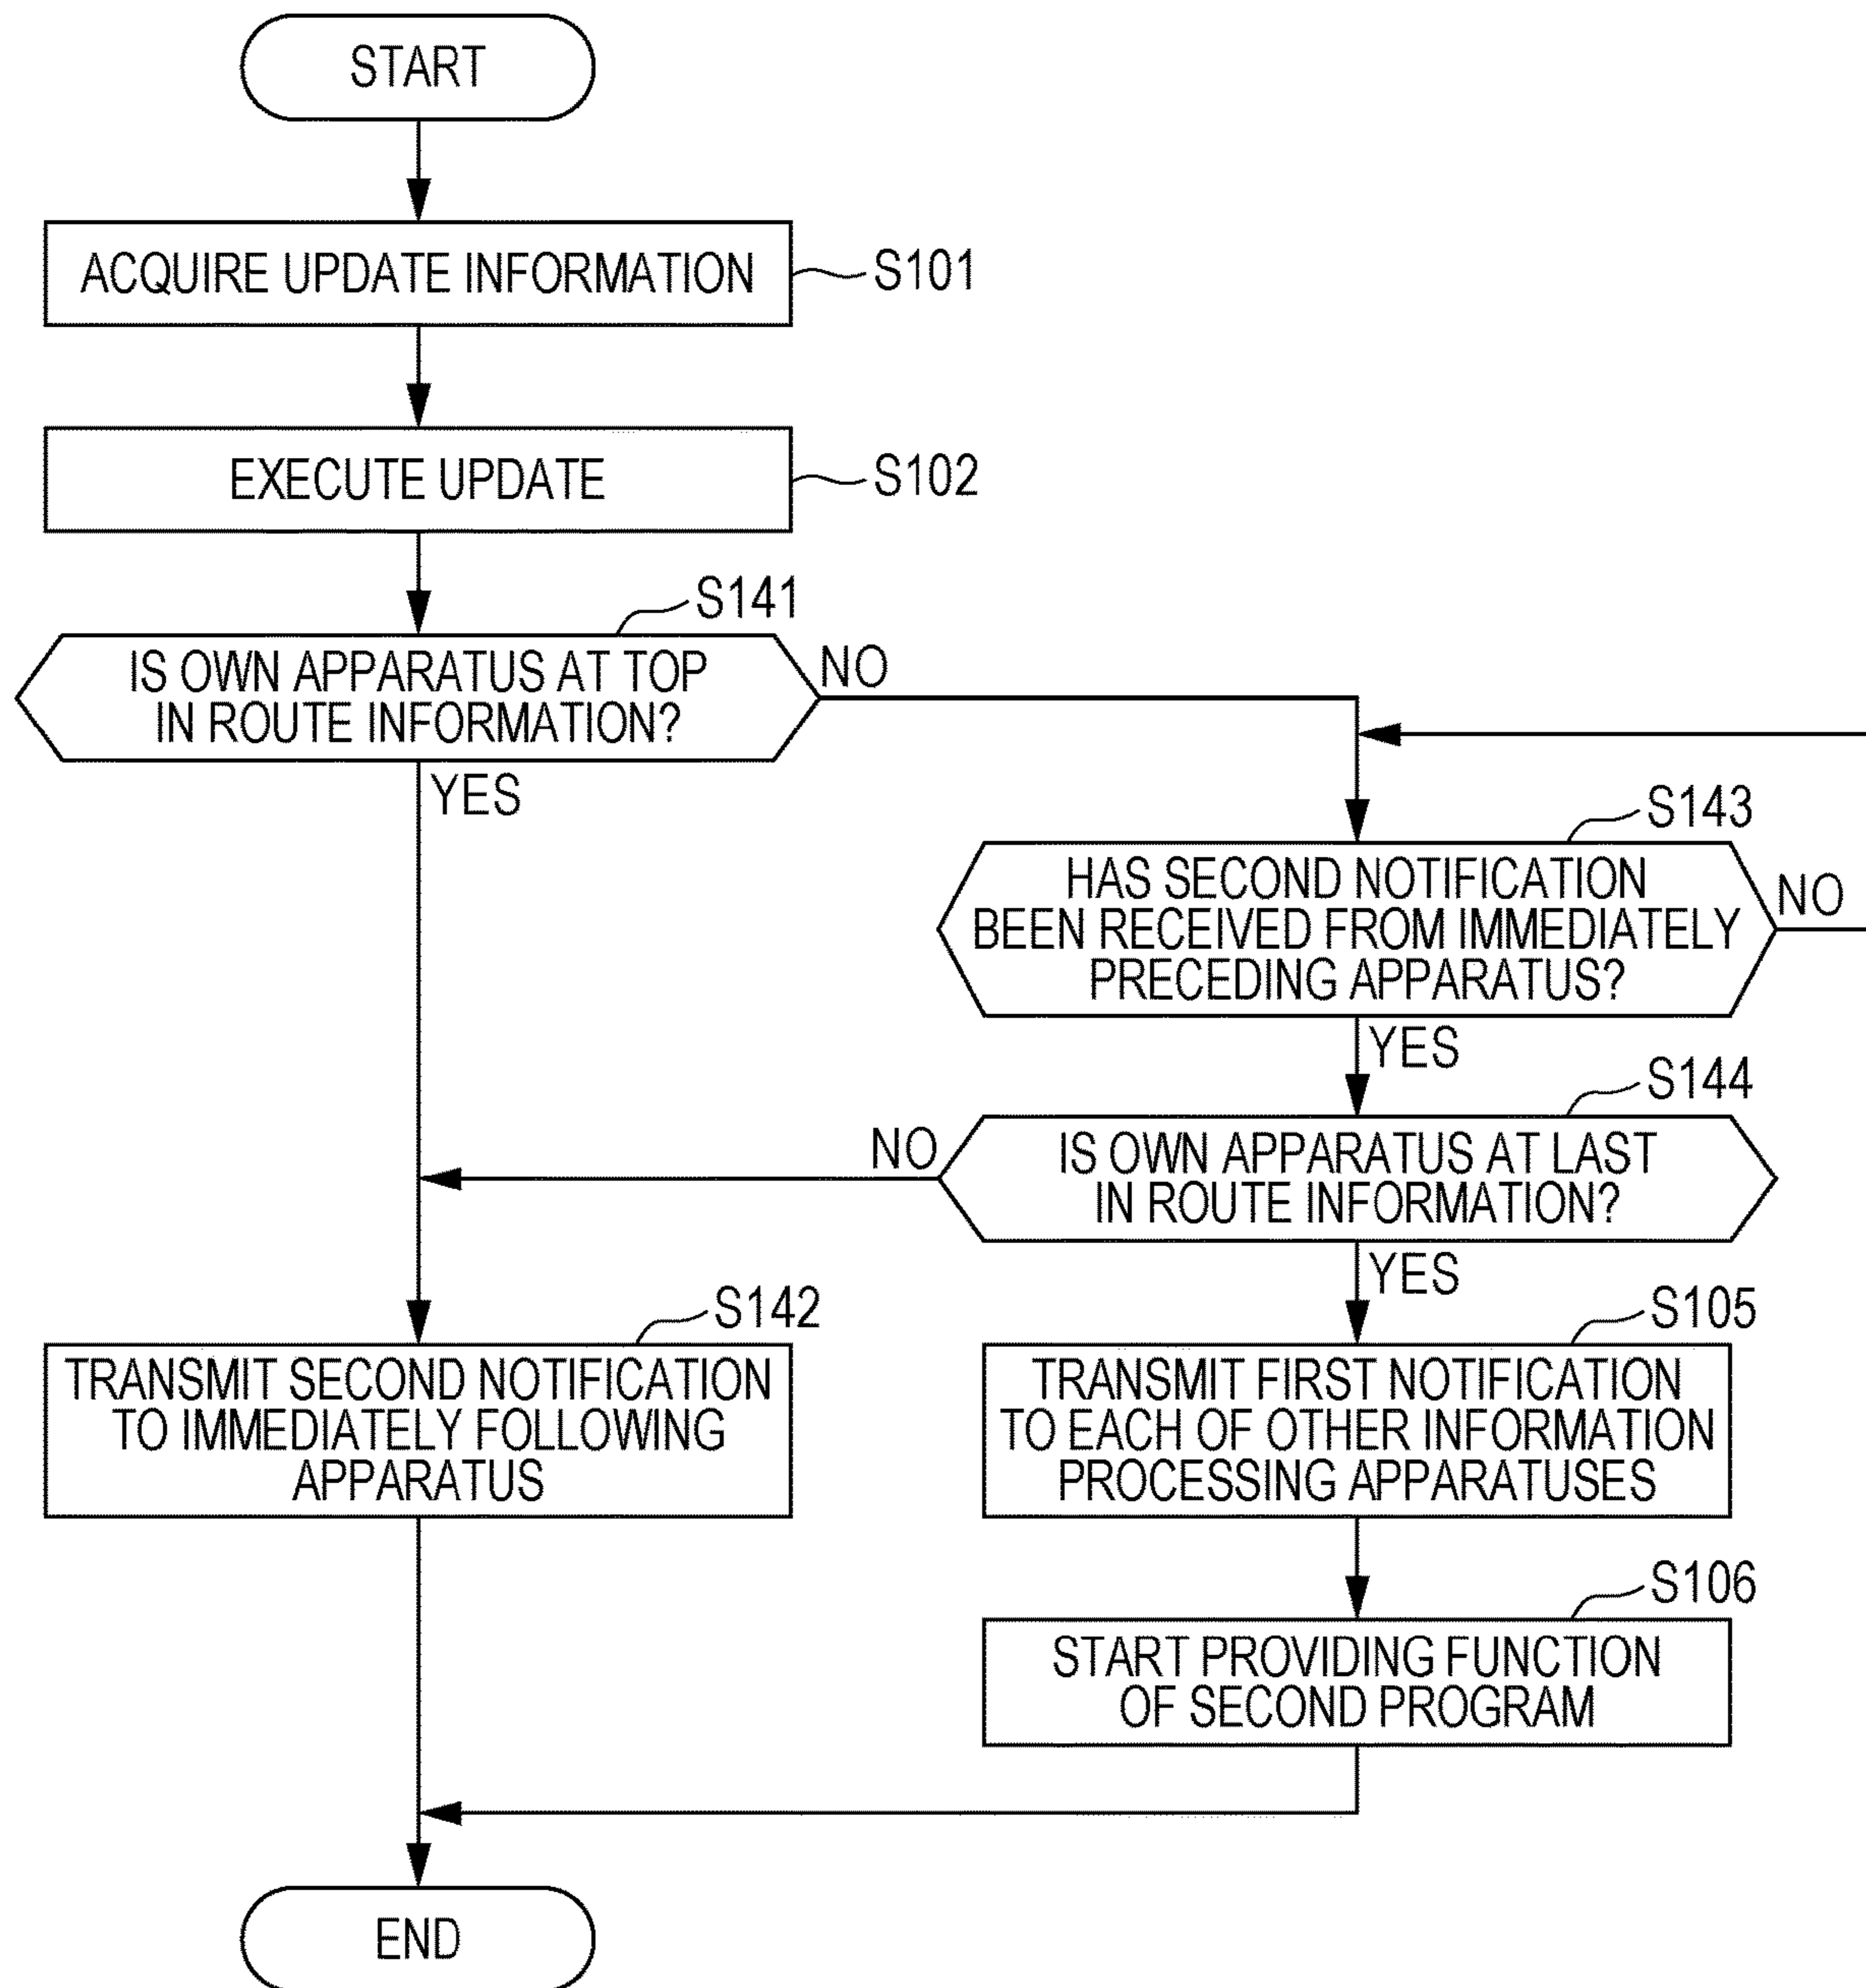 START
ACQUIRE UPDATE INFORMATION
S101
EXECUTE UPDATE
S102
S141
IS OWN APPARATUS AT TOP
IN ROUTE INFORMATION?
NO
YES
S143
HAS SECOND NOTIFICATION
BEEN RECEIVED FROM IMMEDIATELY
PRECEDING APPARATUS?
NO
YES
S144
IS OWN APPARATUS AT LAST
IN ROUTE INFORMATION?
NO
YES
S142
TRANSMIT SECOND NOTIFICATION
TO IMMEDIATELY FOLLOWING
APPARATUS
S105
TRANSMIT FIRST NOTIFICATION
TO EACH OF OTHER INFORMATION
PROCESSING APPARATUSES
S106
START PROVIDING FUNCTION
OF SECOND PROGRAM
END